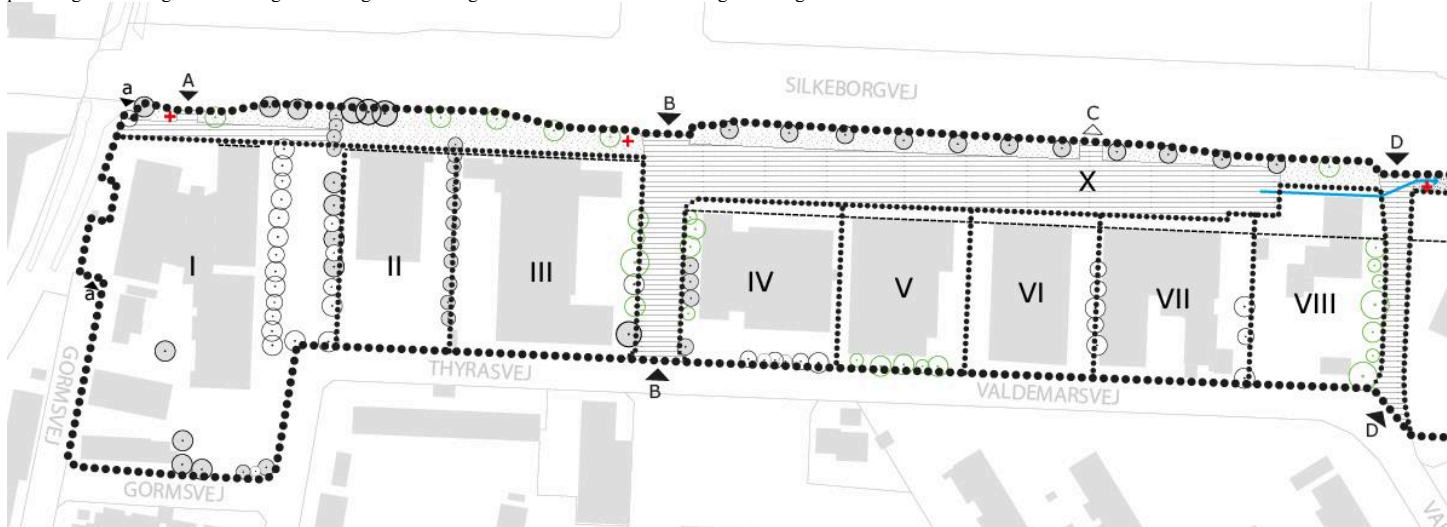 SILKEBORGVEJ
a
A
B
C
D
X
I
II
III
IV
V
VI
VII
VIII
a
GORMSVEJ
THYRASVEJ
B
VALDEMARSVEJ
D
GORMSVEJ